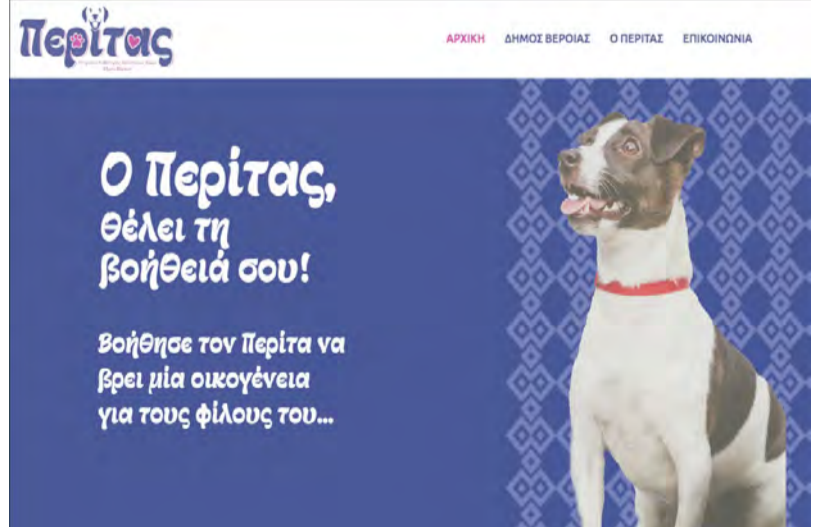 Περίτας
ΑΡΧΙΚΗ ΔΗΜΟΣ ΒΕΡΟΙΑΣ Ο ΠΕΡΙΤΑΣ ΕΠΙΚΟΙΝΩΝΙΑ
Ο Περίτας,
θέλει τη
βοήθειά σου!
Βοήθησε τον Περίτα να
βρει μία οικογένεια
για τους φίλους του...